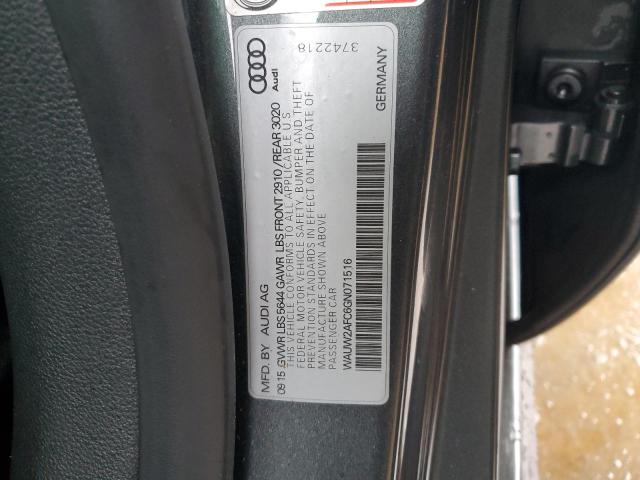 MFD. BY AUDI AG
09 15 GVWR LBS 5644 GAWR LBS FRONT 2910 /REAR 3020
THIS VEHICLE CONFORMS TO ALL APPLICABLE U S
FEDERAL MOTOR VEHICLE SAFETY, BUMPER AND THEFT
PREVENTION STANDARDS IN EFFECT ON THE DATE OF
MANUFACTURE SHOWN ABOVE
PASSENGER CAR
WAUW2AFC6GN071516
GERMANY
Audi
3742218